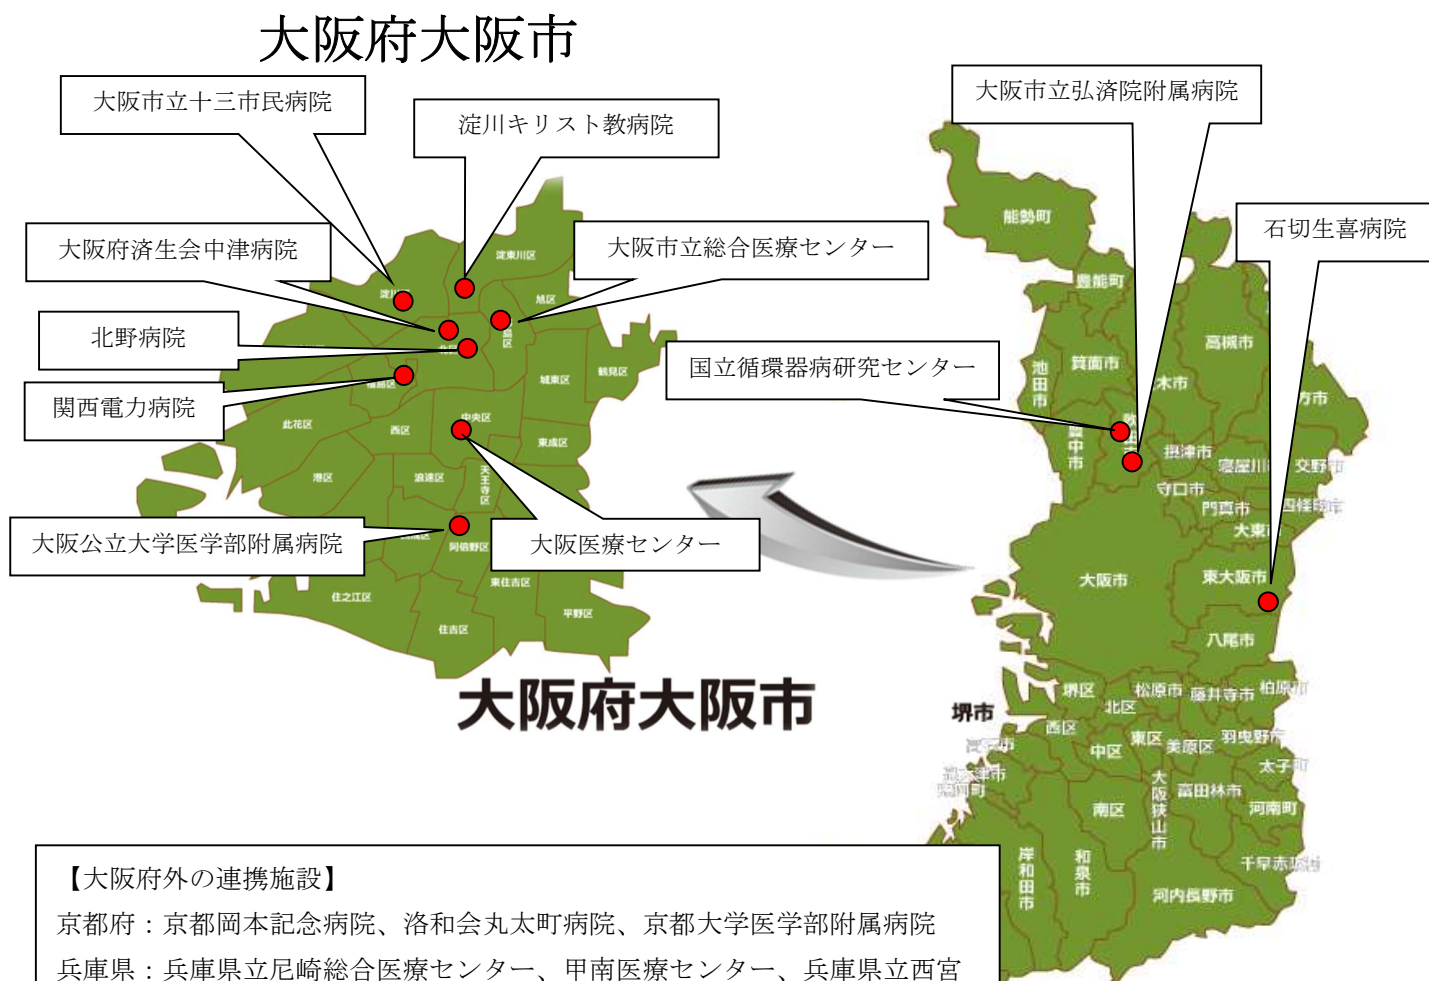 大阪府大阪市
大阪市立十三市民病院
淀川キリスト教病院
大阪府済生会中津病院
大阪市立総合医療センター
北野病院
関西電力病院
大阪公立大学医学部附属病院
大阪医療センター
淀東川区
旭区
北区
城東区
鶴見区
此花区
西区
中央区
東成区
港区
浪速区
天王寺区
阿倍野区
東住吉区
住之江区
住吉区
平野区
大阪府大阪市
大阪市立弘済院附属病院
石切生喜病院
国立循環器病研究センター
能勢町
豊能町
高槻市
箕面市
池田市
木市
方市
豊中市
摂津市
寝屋川
交野市
守口市
門真市
四條畷市
大東市
大阪市
東大阪市
八尾市
堺市
堺区
北区
松原市
藤井寺市
柏原市
西区
中区
東区
美原区
羽曳野市
太子町
大阪狭山市
富田林市
河南町
南区
千早赤阪村
岸和田市
和泉市
河内長野市
【大阪府外の連携施設】
京都府：京都岡本記念病院、洛和会丸太町病院、京都大学医学部附属病院
兵庫県：兵庫県立尼崎総合医療センター、甲南医療センター、兵庫県立西宮